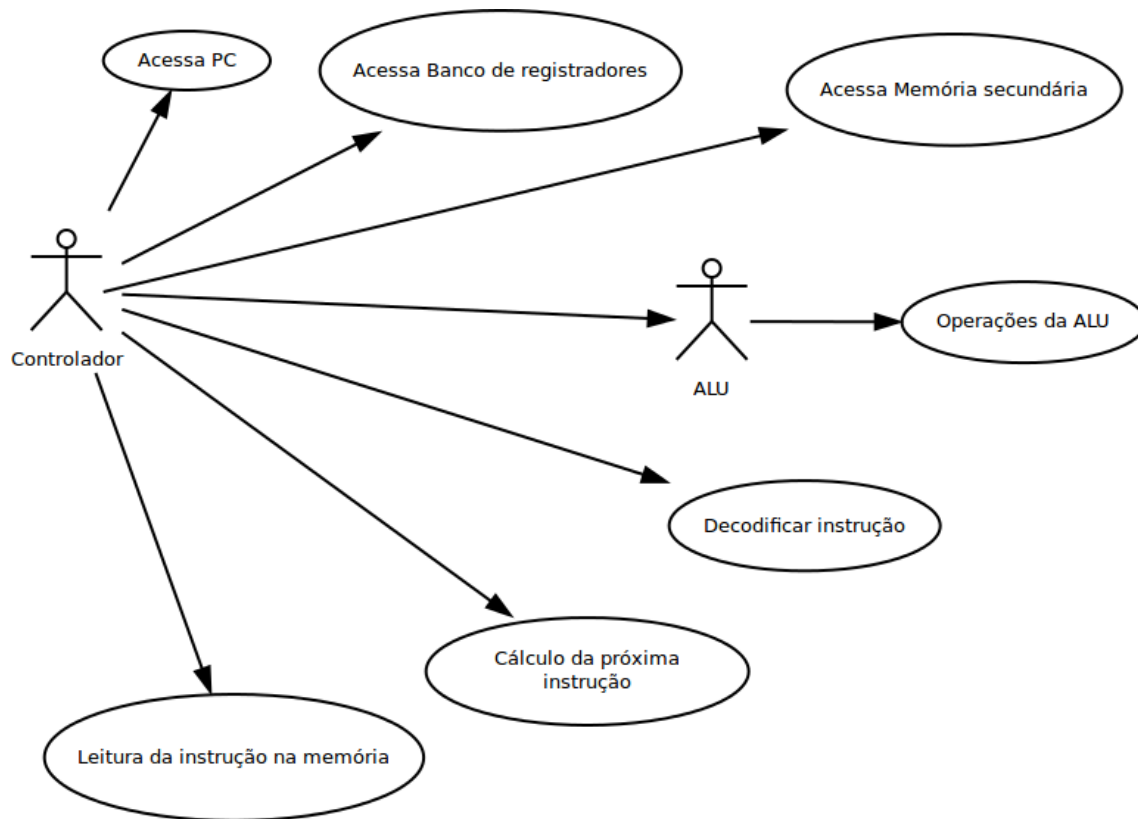 Acessa PC
Acessa Banco de registradores
Acessa Memória secundária
Controlador
ALU
Operações da ALU
Decodificar instrução
Cálculo da próxima
instrução
Leitura da instrução na memória